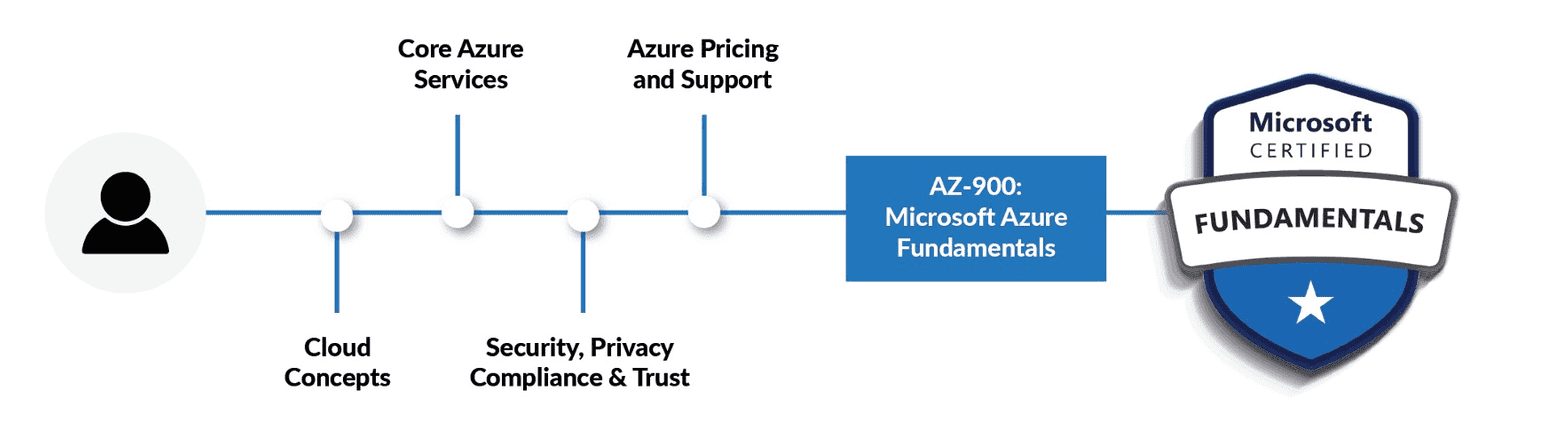 Core Azure
Services
Azure Pricing
and Support
Cloud
Concepts
Security, Privacy
Compliance & Trust
AZ-900:
Microsoft Azure
Fundamentals
Microsoft
CERTIFIED
FUNDAMENTALS